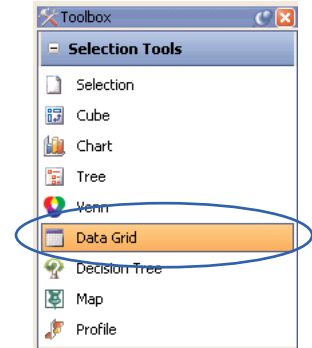 Toolbox
Selection Tools
Selection
Cube
Chart
Tree
Venn
Data Grid
Decision Tree
Map
Profile